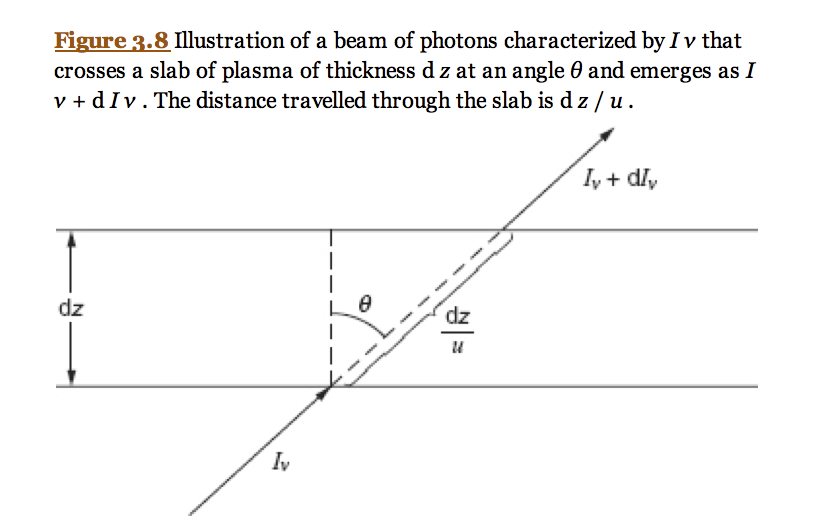 Figure 3.8 Illustration of a beam of photons characterized by I ν that
crosses a slab of plasma of thickness d z at an angle θ and emerges as I
ν + d I ν . The distance travelled through the slab is d z / u .
Iν + dIν
dz
θ
dz
u
Iν